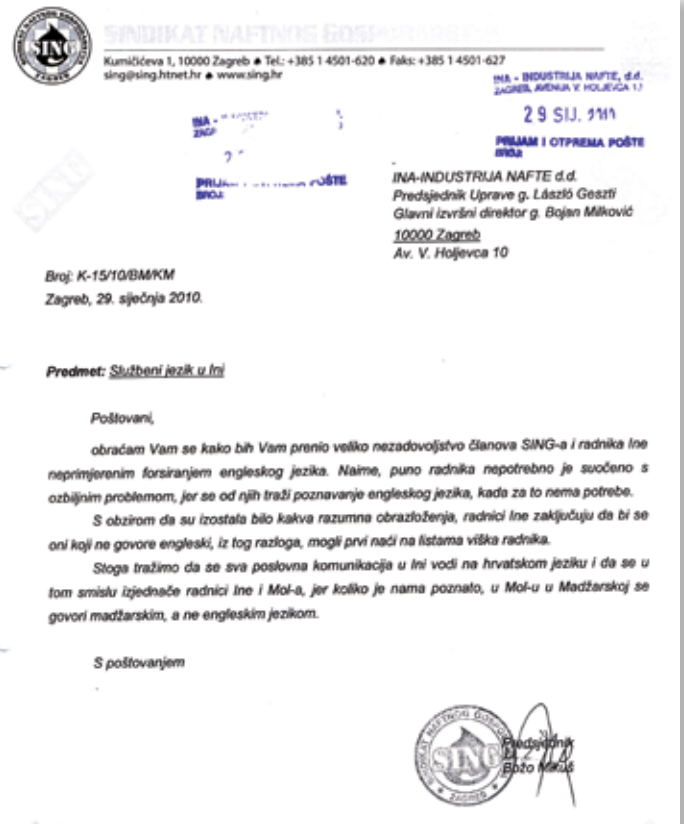 SINDIKAT NAFTNOG GOSPODARSTVA
SING
ZAGREB
Kumičićeva 1, 10000 Zagreb ♠ Tel.: +385 1 4501-620 ♠ Faks: +385 1 4501-627
sing@sing.htnet.hr ♠ www.sing.hr
INA - INDUSTRIJA NAFTE, d.d.
ZAGREB, AVENIJA V. HOLJEVCA
29 SIJ.
PRIJAM I OTPREMA POŠTE
BROJ:
INA -
POŠTE
BROJ:
SING
INA-INDUSTRIJA NAFTE d.d.
Predsjednik Uprave g. László Geszti
Glavni izvršni direktor g. Bojan Milković
10000 Zagreb
Av. V. Holjevca 10
Broj: K-15/10/BM/KM
Zagreb, 29. siječnja 2010.
Predmet: Službeni jezik u Ini
Poštovani,
obraćam Vam se kako bih Vam prenio veliko nezadovoljstvo članova SING-a i radnika Ine
neprimjerenim forsiranjem engleskog jezika. Naime, puno radnika nepotrebno je suočeno s
ozbiljnim problemom, jer se od njih traži poznavanje engleskog jezika, kada za to nema potrebe.
S obzirom da su izostala bilo kakva razumna obrazloženja, radnici Ine zaključuju da bi se
oni koji ne govore engleski, iz tog razloga, mogli prvi naći na listama viška radnika.
Stoga tražimo da se sva poslovna komunikacija u Ini vodi na hrvatskom jeziku i da se u
tom smislu izjednače radnici Ine i Mol-a, jer koliko je nama poznato, u Mol-u u Madžarskoj se
govori madžarskim, a ne engleskim jezikom.
S poštovanjem
SINDIKAT NAFTNOG GOSPODARSTVA
SING
ZAGREB
Predsjednik
Božo Mikuš